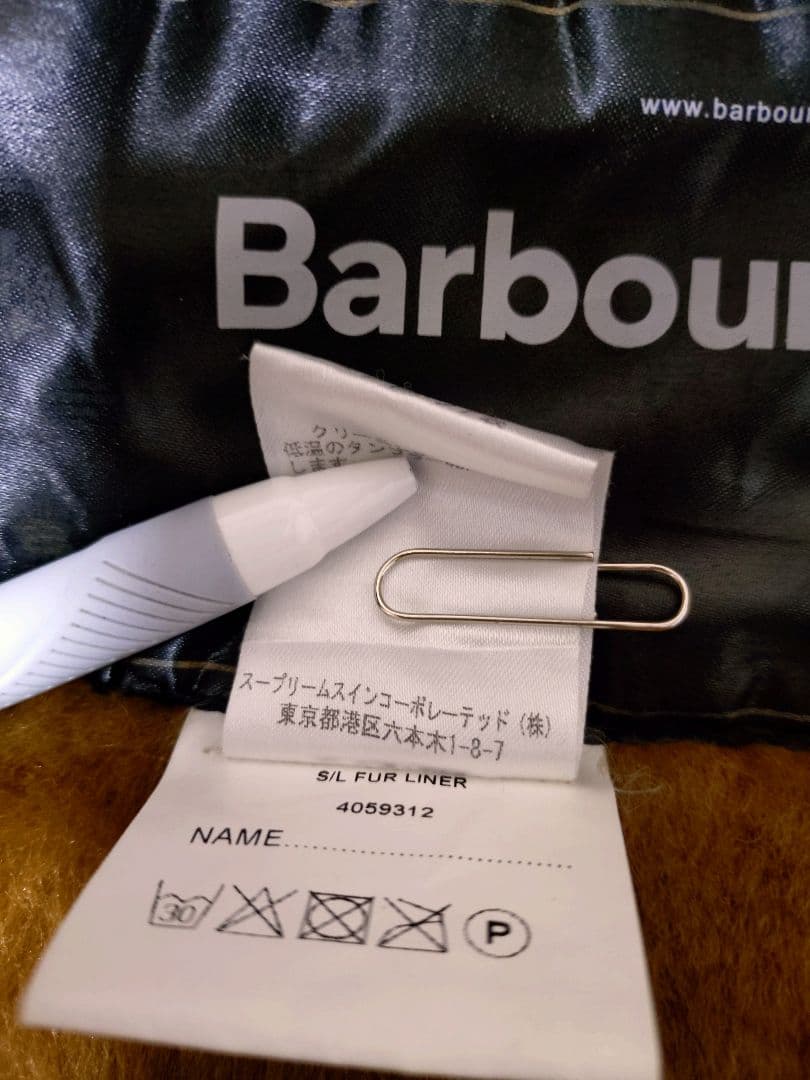 www.barbour
Barbour
クリー
低温のタン
します
スープリームスインコーポレーテッド（株）
東京都港区六本木1-8-7
S/L FUR LINER
4059312
NAME..............................
30
P